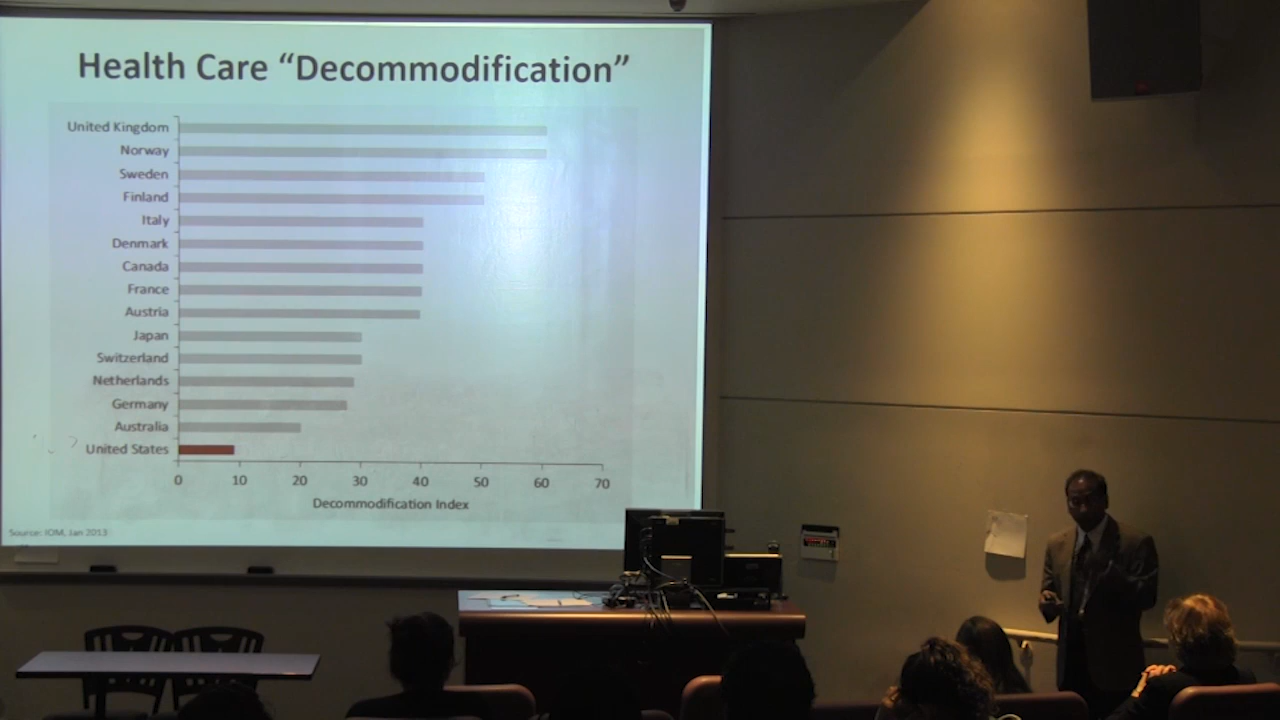 Health Care “Decommodification”
United Kingdom
Norway
Sweden
Finland
Italy
Denmark
Canada
France
Austria
Japan
Switzerland
Netherlands
Germany
Australia
United States
0 10 20 30 40 50 60 70
Decommodification Index
Source: IOM, Jan 2013